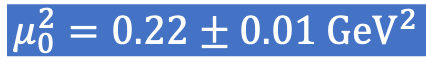 μ₀² = 0.22 ± 0.01 GeV²